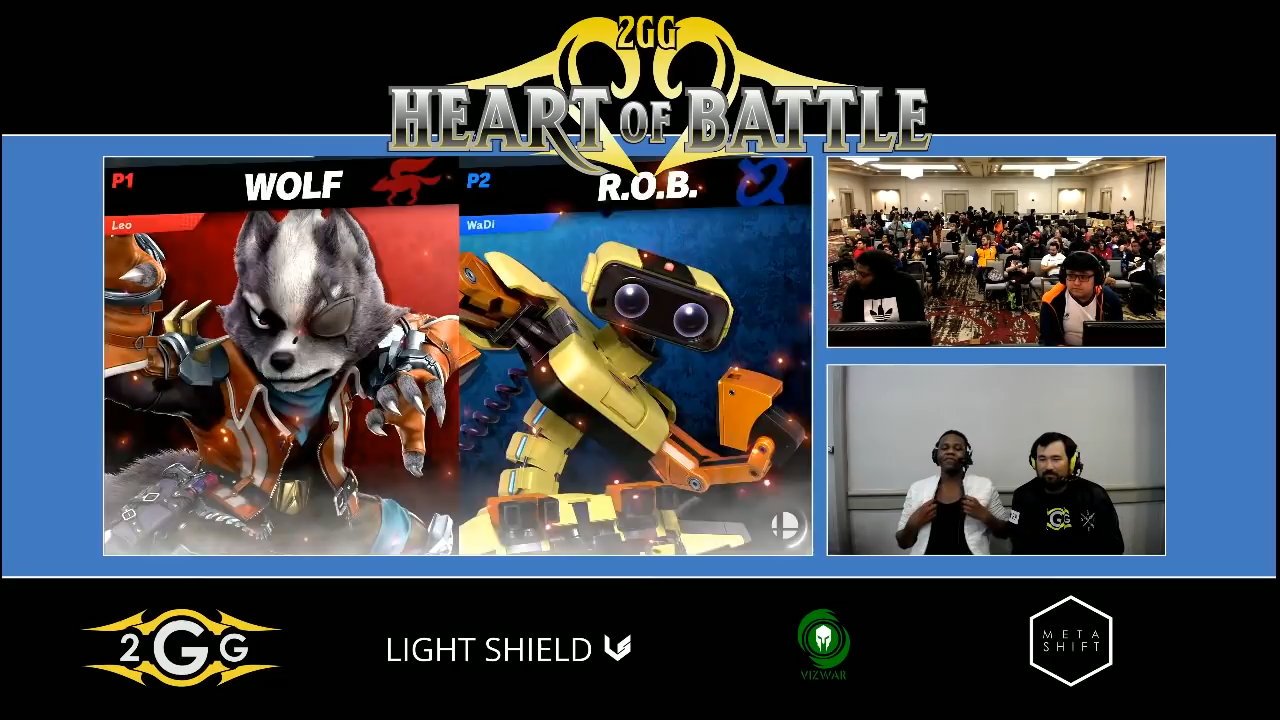 2GG
HEART OF BATTLE
P1
WOLF
Leo
P2
R.O.B.
WaDi
2GG
LIGHT SHIELD
VIZWAR
META
SHIFT